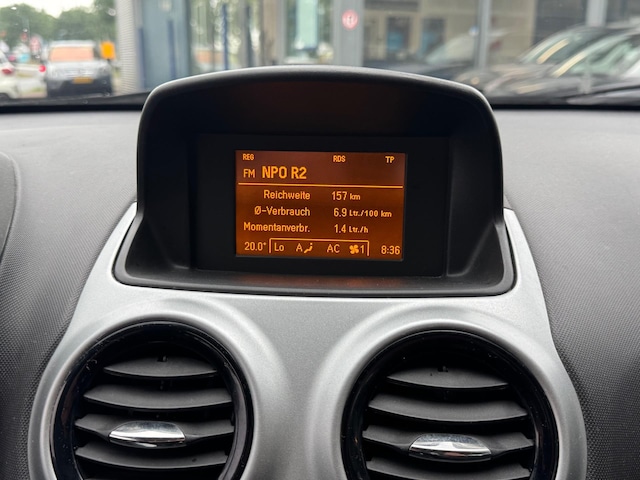 REG RDS TP
FM NPO R2
Reichweite 157 km
Ø-Verbrauch 6.9 Ltr./100 km
Momentanverbr. 1.4 Ltr./h
20.0° Lo A AC 1 8:36